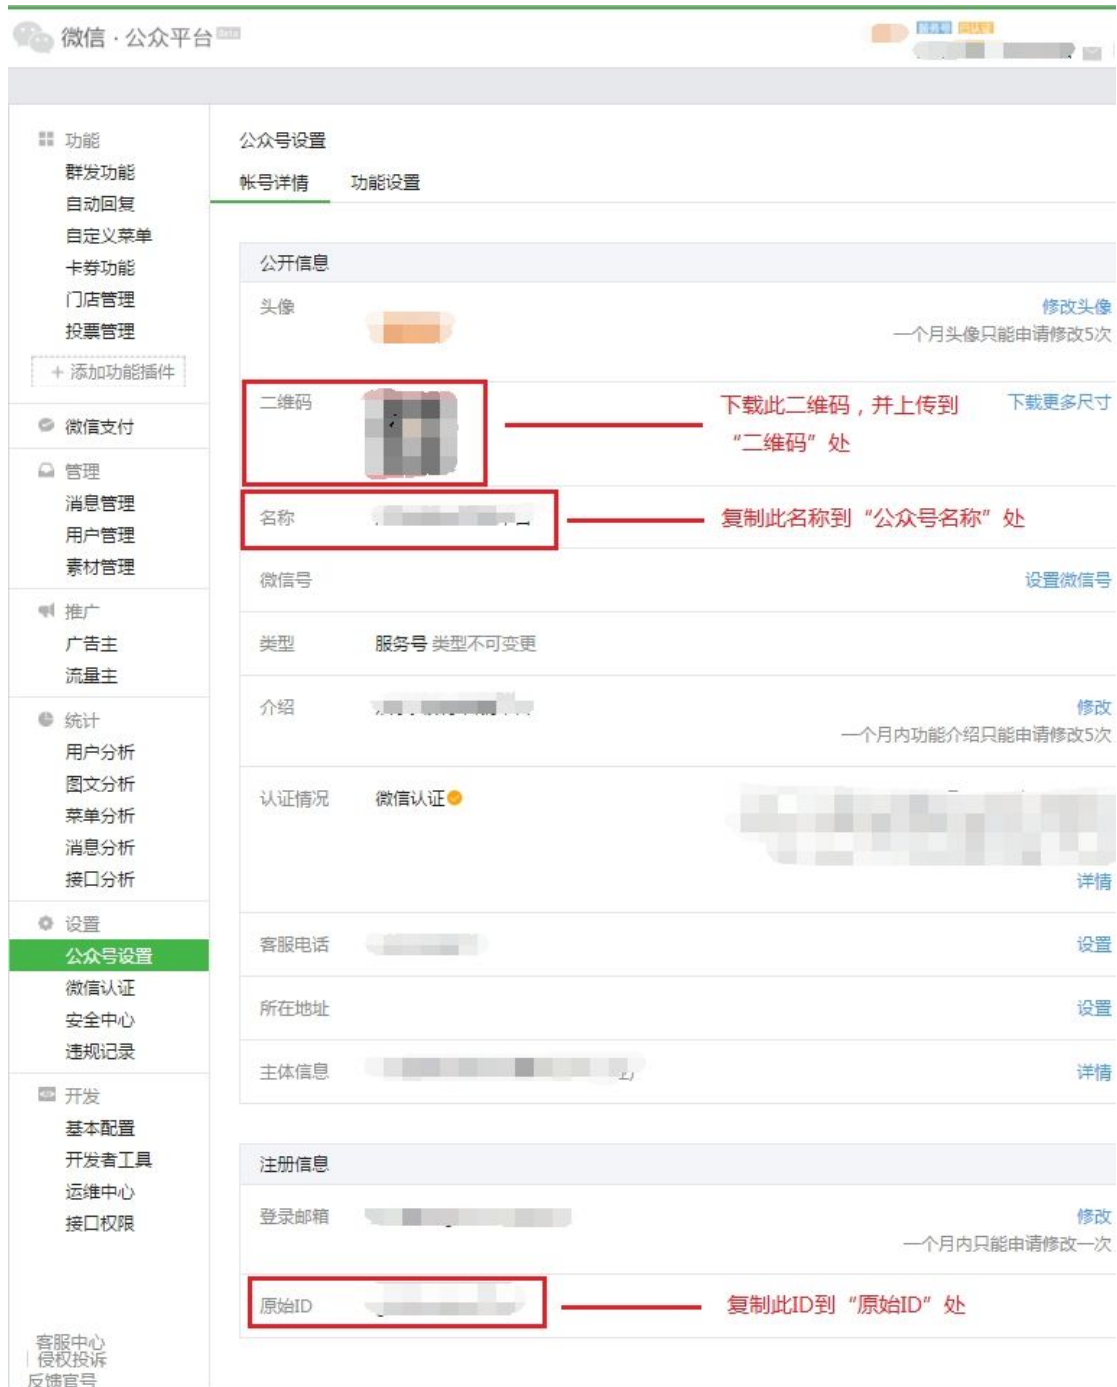 微信·公众平台 Beta
服务号 已认证
功能
群发功能
自动回复
自定义菜单
卡券功能
门店管理
投票管理
+ 添加功能插件
微信支付
管理
消息管理
用户管理
素材管理
推广
广告主
流量主
统计
用户分析
图文分析
菜单分析
消息分析
接口分析
设置
公众号设置
微信认证
安全中心
违规记录
开发
基本配置
开发者工具
运维中心
接口权限
客服中心
侵权投诉
反馈官号
公众号设置
帐号详情 功能设置
公开信息
头像 修改头像
一个月头像只能申请修改5次
二维码 下载此二维码，并上传到 下载更多尺寸
“二维码”处
名称 复制此名称到“公众号名称”处
微信号 设置微信号
类型 服务号 类型不可变更
介绍 修改
一个月内功能介绍只能申请修改5次
认证情况 微信认证
详情
客服电话 设置
所在地址 设置
主体信息 详情
注册信息
登录邮箱 修改
一个月内只能申请修改一次
原始ID 复制此ID到“原始ID”处